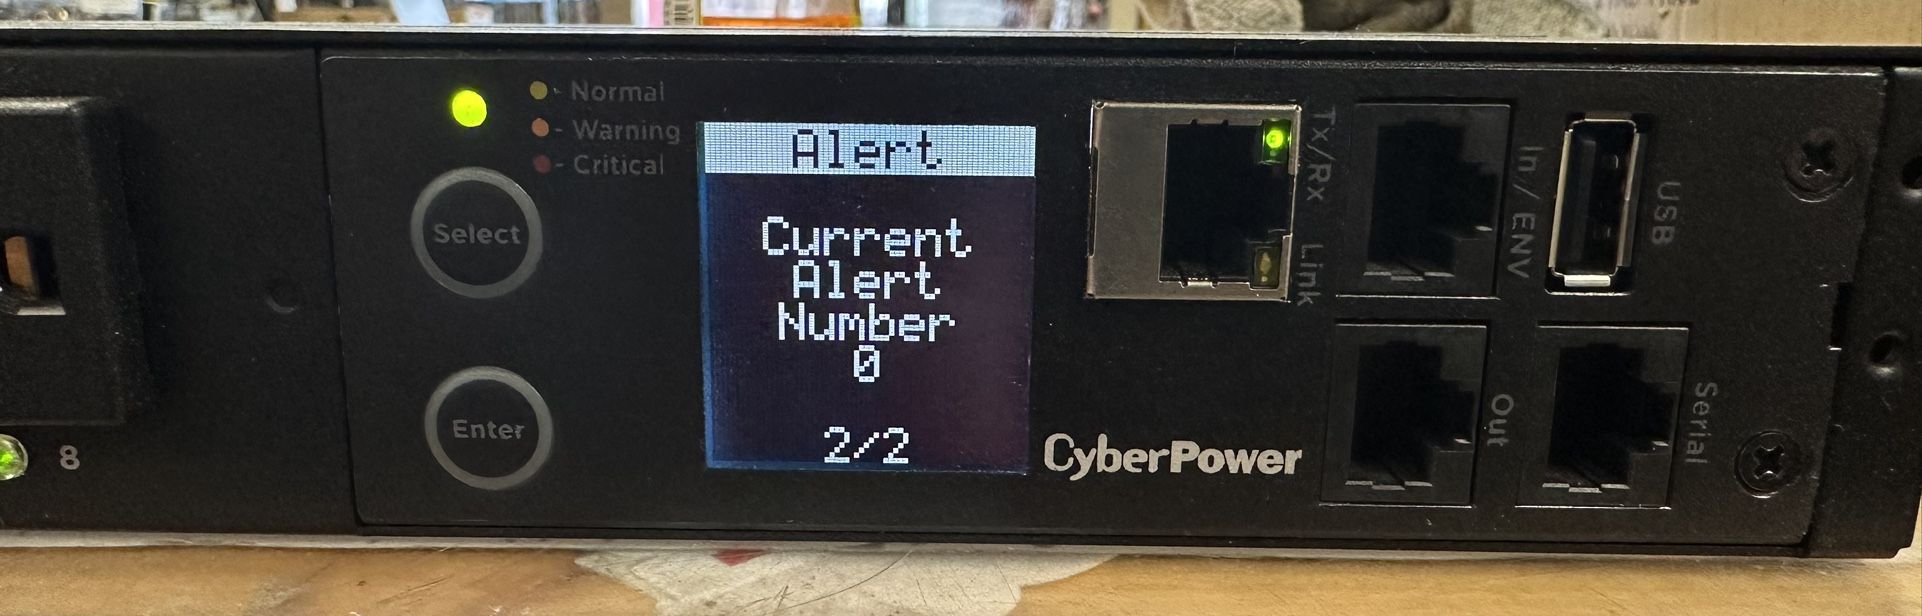 - Normal
- Warning
- Critical
Select
Enter
8
Alert
Current
Alert
Number
0
2/2
CyberPower
Tx/Rx
Link
In / ENV
USB
Out
Serial